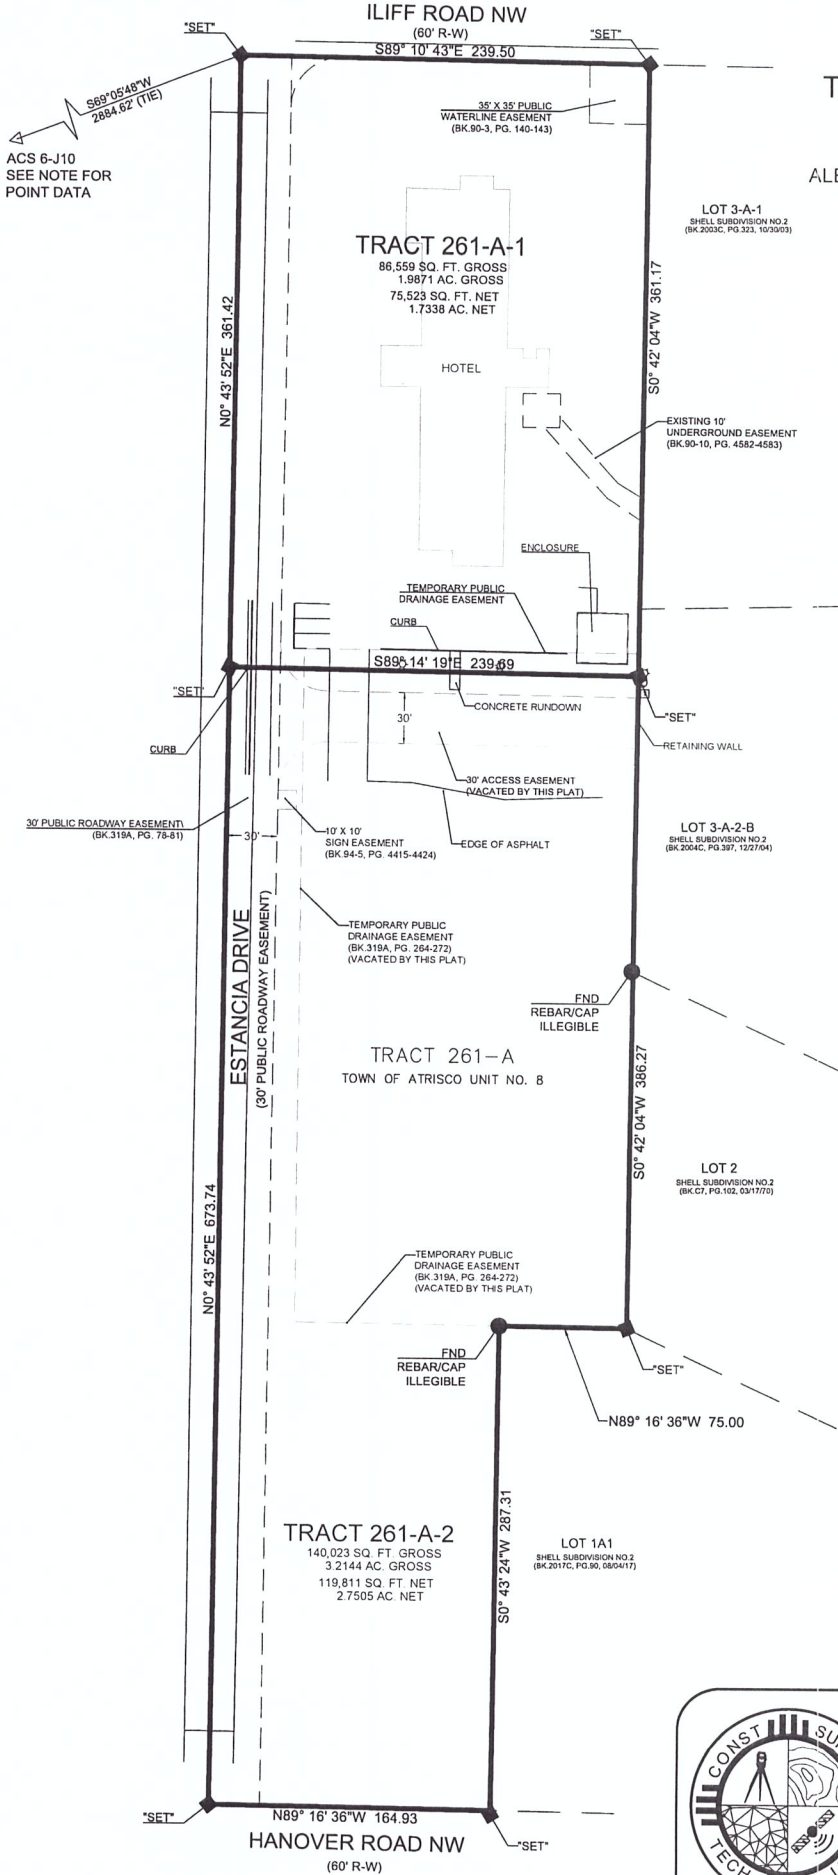 ILIFF ROAD NW
(60' R-W)
"SET"
S89° 10' 43"E 239.50
"SET"
S69°05'48"W
2884.62' (TIE)
ACS 6-J10
SEE NOTE FOR
POINT DATA
35' X 35' PUBLIC
WATERLINE EASEMENT
(BK.90-3, PG. 140-143)
T
ALB
LOT 3-A-1
SHELL SUBDIVISION NO.2
(BK.2003C, PG.323, 10/30/03)
TRACT 261-A-1
86,559 SQ. FT. GROSS
1.9871 AC. GROSS
75,523 SQ. FT. NET
1.7338 AC. NET
N0° 43' 52"E 361.42
S0° 42' 04"W 361.17
HOTEL
EXISTING 10'
UNDERGROUND EASEMENT
(BK.90-10, PG. 4582-4583)
ENCLOSURE
TEMPORARY PUBLIC
DRAINAGE EASEMENT
CURB
S89° 14' 19"E 239.69
"SET"
"SET"
CONCRETE RUNDOWN
30'
CURB
RETAINING WALL
30' ACCESS EASEMENT
(VACATED BY THIS PLAT)
30' PUBLIC ROADWAY EASEMENT
(BK.319A, PG. 78-81)
30'
10' X 10'
SIGN EASEMENT
(BK.94-5, PG. 4415-4424)
EDGE OF ASPHALT
LOT 3-A-2-B
SHELL SUBDIVISION NO.2
(BK.2004C, PG.397, 12/27/04)
ESTANCIA DRIVE
(30' PUBLIC ROADWAY EASEMENT)
TEMPORARY PUBLIC
DRAINAGE EASEMENT
(BK.319A, PG. 264-272)
(VACATED BY THIS PLAT)
FND
REBAR/CAP
ILLEGIBLE
TRACT 261-A
TOWN OF ATRISCO UNIT NO. 8
S0° 42' 04"W 386.27
LOT 2
SHELL SUBDIVISION NO.2
(BK.C7, PG.102, 03/17/70)
N0° 43' 52"E 673.74
TEMPORARY PUBLIC
DRAINAGE EASEMENT
(BK.319A, PG. 264-272)
(VACATED BY THIS PLAT)
FND
REBAR/CAP
ILLEGIBLE
"SET"
N89° 16' 36"W 75.00
S0° 43' 24"W 287.31
TRACT 261-A-2
140,023 SQ. FT. GROSS
3.2144 AC. GROSS
119,811 SQ. FT. NET
2.7505 AC. NET
LOT 1A1
SHELL SUBDIVISION NO.2
(BK.2017C, PG.90, 08/04/17)
"SET"
N89° 16' 36"W 164.93
"SET"
HANOVER ROAD NW
(60' R-W)
CONST
SU
TECH